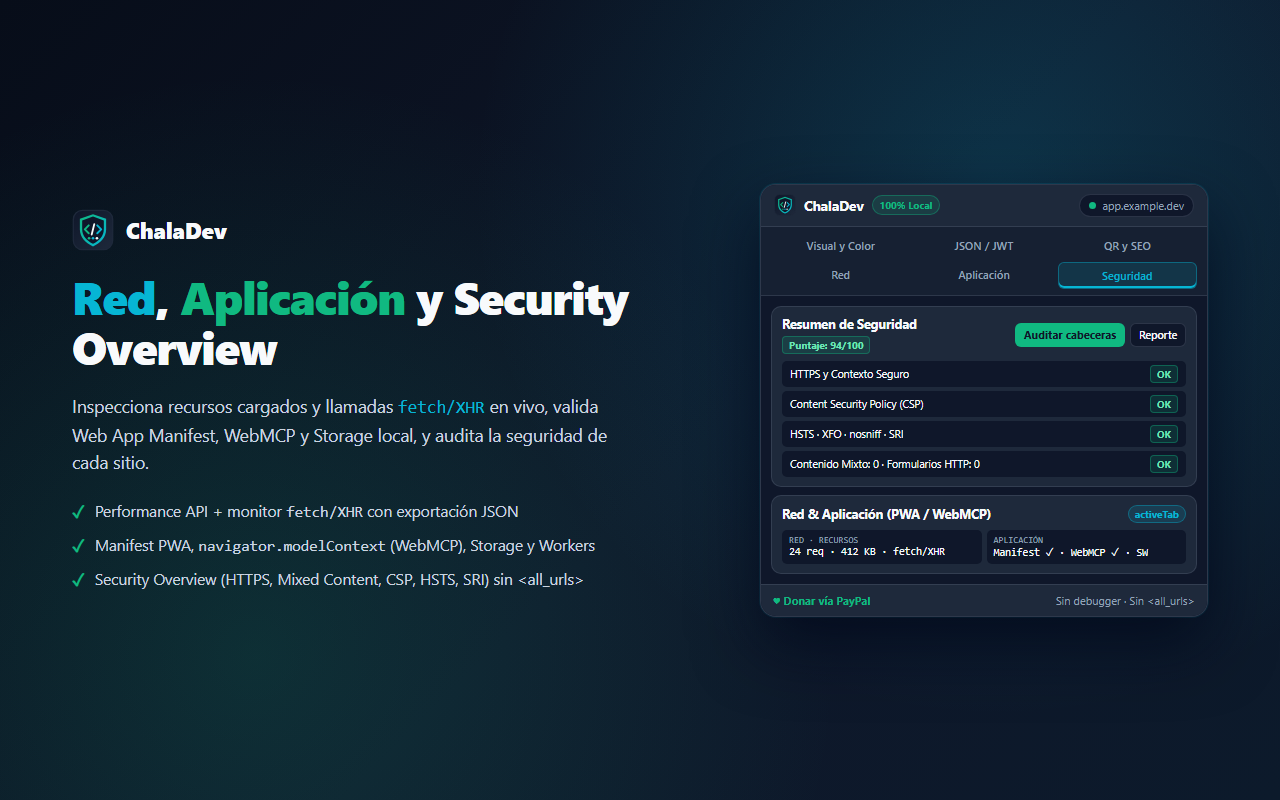 ChalaDev
Red, Aplicación y Security
Overview
Inspecciona recursos cargados y llamadas fetch/XHR en vivo, valida
Web App Manifest, WebMCP y Storage local, y audita la seguridad de
cada sitio.
✓ Performance API + monitor fetch/XHR con exportación JSON
✓ Manifest PWA, navigator.modelContext (WebMCP), Storage y Workers
✓ Security Overview (HTTPS, Mixed Content, CSP, HSTS, SRI) sin <all_urls>
ChalaDev 100% Local app.example.dev
Visual y Color JSON / JWT QR y SEO
Red Aplicación Seguridad
Resumen de Seguridad
Puntaje: 94/100
Auditar cabeceras Reporte
HTTPS y Contexto Seguro OK
Content Security Policy (CSP) OK
HSTS · XFO · nosniff · SRI OK
Contenido Mixto: 0 · Formularios HTTP: 0 OK
Red & Aplicación (PWA / WebMCP) activeTab
RED · RECURSOS
24 req · 412 KB · fetch/XHR
APLICACIÓN
Manifest ✓ · WebMCP ✓ · SW
♥ Donar vía PayPal Sin debugger · Sin <all_urls>